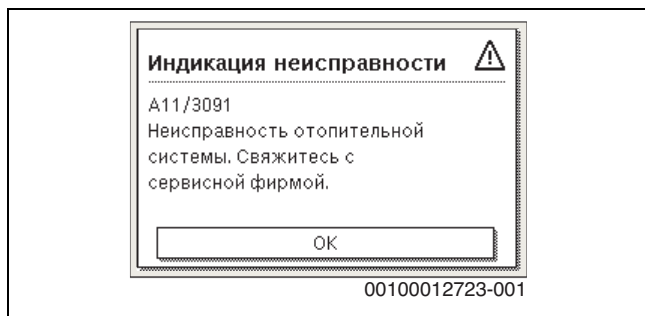 Индикация неисправности
A11/3091
Неисправность отопительной
системы. Свяжитесь с
сервисной фирмой.
OK
00100012723-001